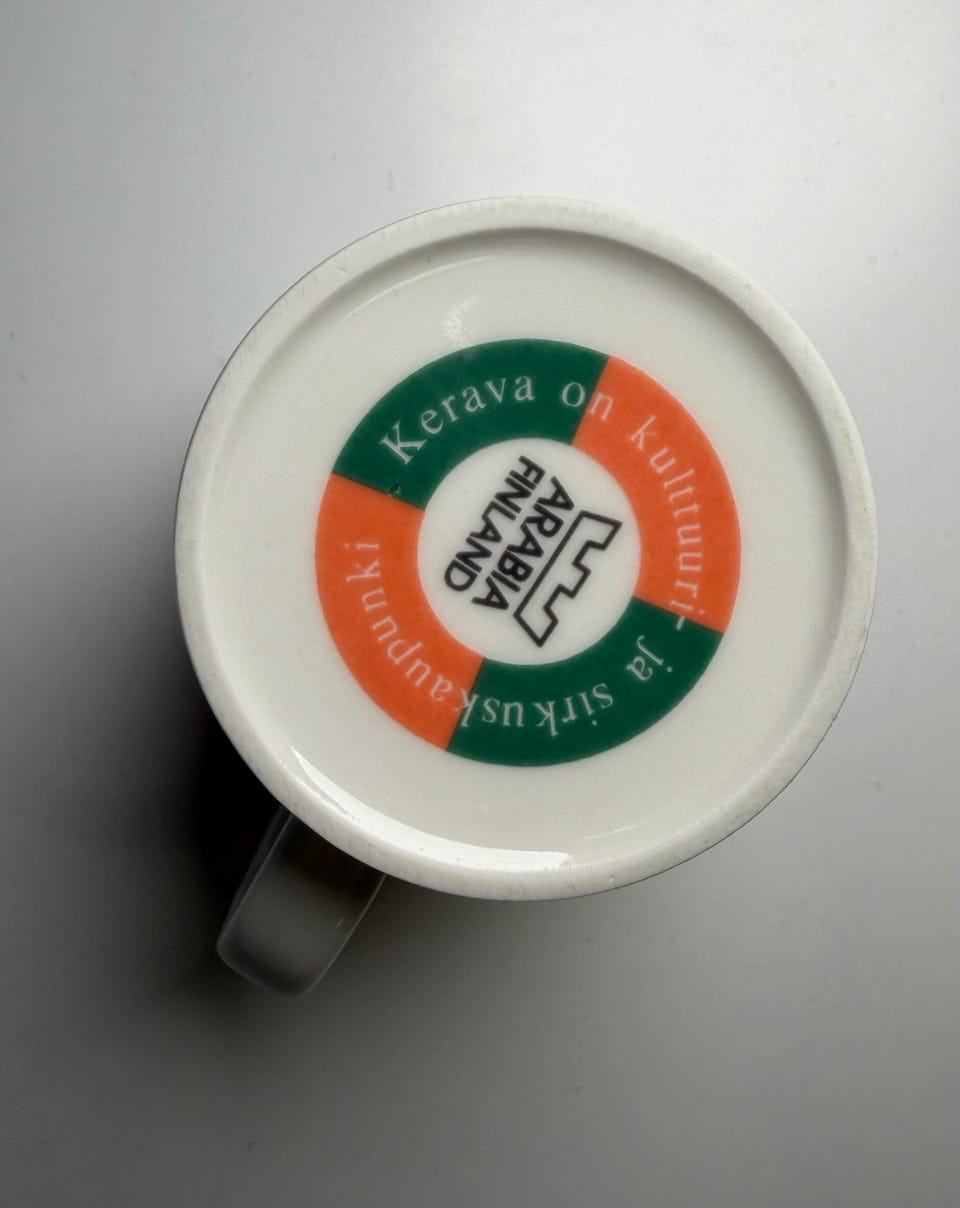 Kerava on kulttuuri- ja sirkuskaupunki
ARABIA
FINLAND